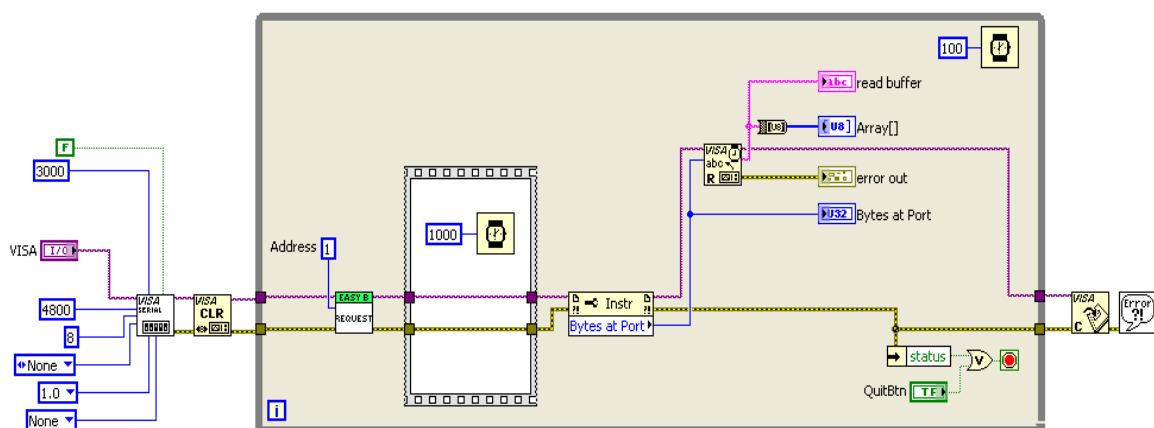 100
abc
read buffer
[U8]
U8]
Array[]
F
3000
VISA
abc
R
error out
U32
Bytes at Port
1000
Address
1
VISA
I/O
VISA
SERIAL
VISA
CLR
EASY B
REQUEST
Instr
?!
?!
Bytes at Port
VISA
C
Error
?!
4800
8
None
1.0
None
status
V
QuitBtn
TF
i